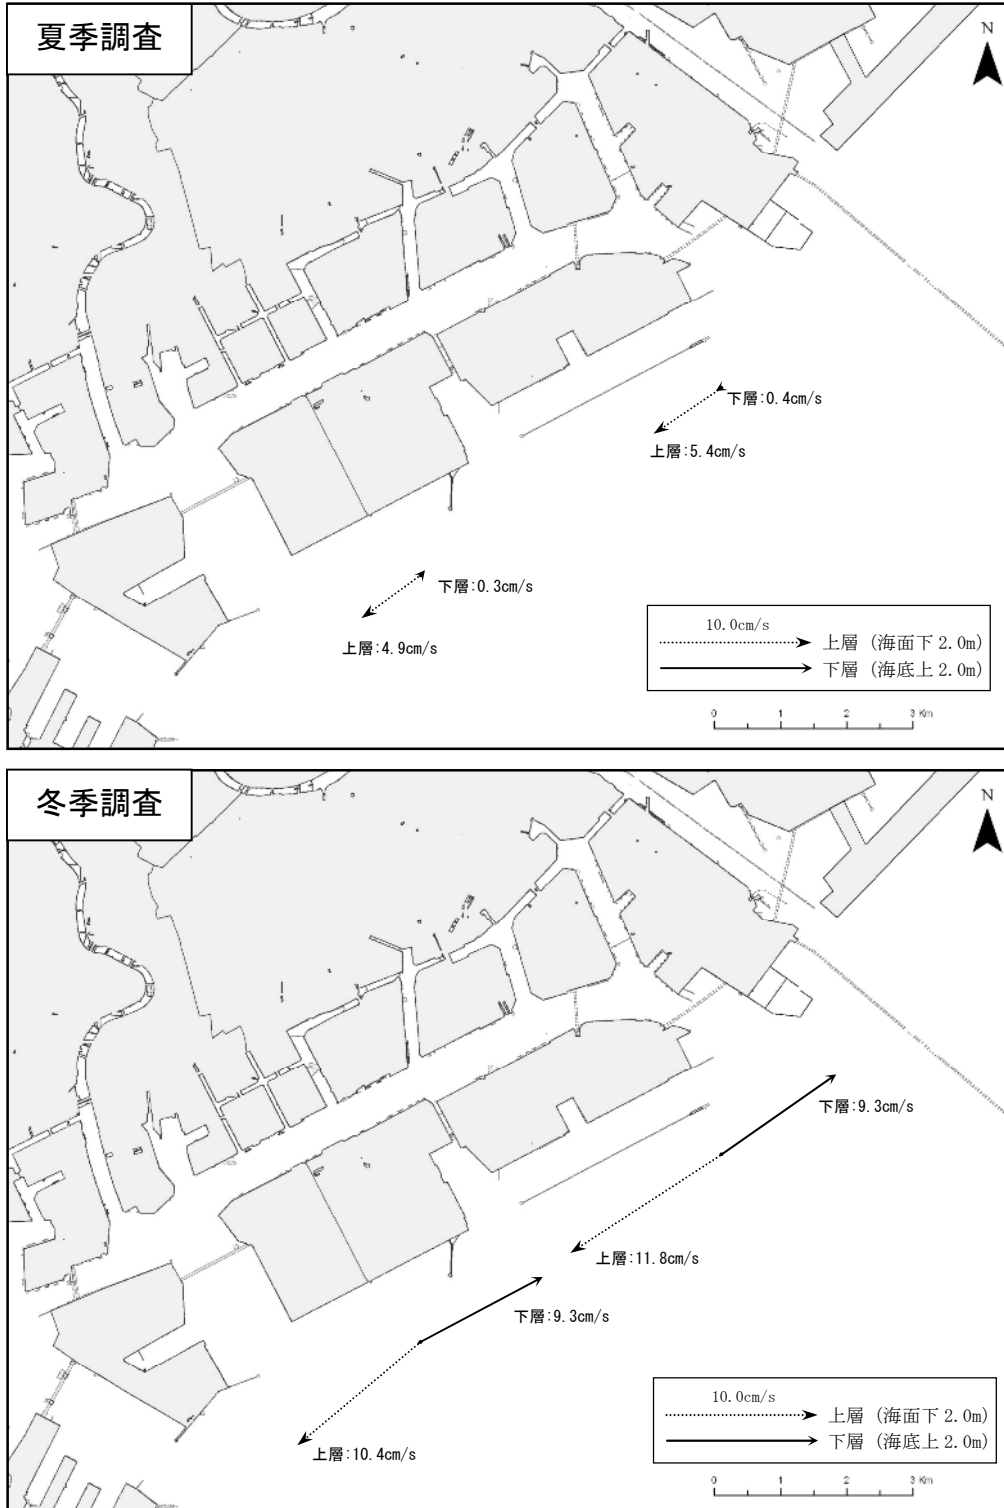 夏季調査
N
下層:0.4cm/s
上層:5.4cm/s
下層:0.3cm/s
上層:4.9cm/s
10.0cm/s
上層 (海面下 2.0m)
下層 (海底上 2.0m)
0 1 2 3 Km
冬季調査
N
下層:9.3cm/s
上層:11.8cm/s
下層:9.3cm/s
上層:10.4cm/s
10.0cm/s
上層 (海面下 2.0m)
下層 (海底上 2.0m)
0 1 2 3 Km